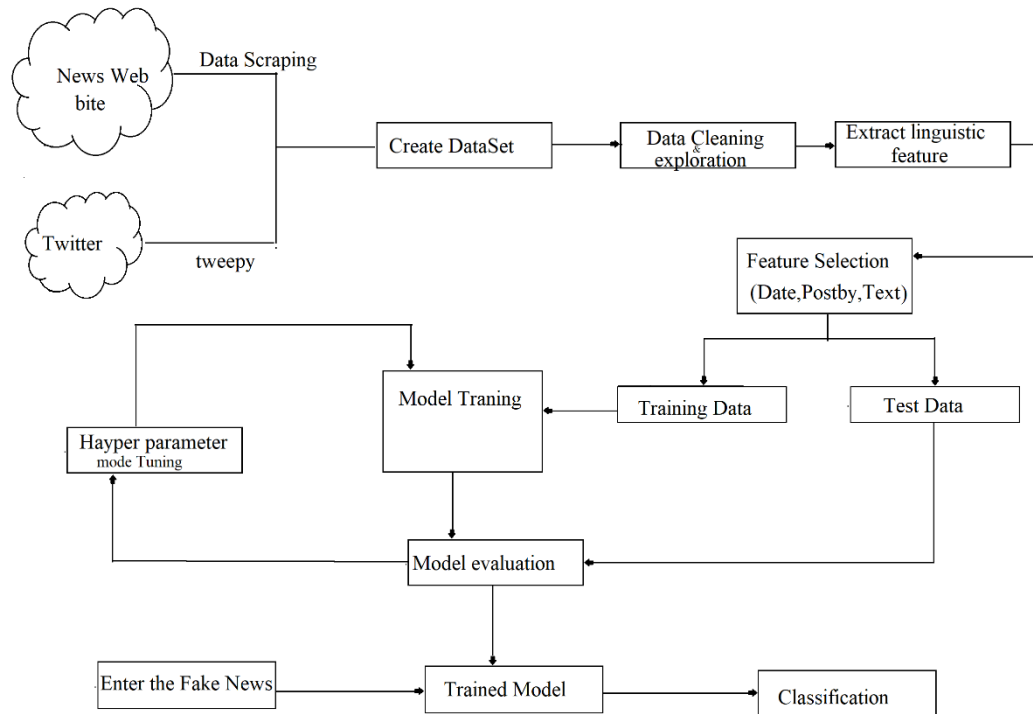 News Web
bite
Data Scraping
Twitter
tweepy
Create DataSet
Data Cleaning
&
exploration
Extract linguistic
feature
Feature Selection
(Date,Postby,Text)
Model Traning
Training Data
Test Data
Hayper parameter
mode Tuning
Model evaluation
Enter the Fake News
Trained Model
Classification